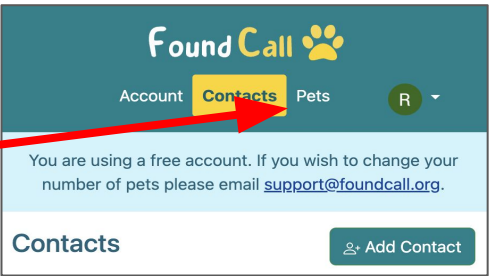 Found Call
Account Contacts Pets R
You are using a free account. If you wish to change your
number of pets please email support@foundcall.org.
Contacts
Add Contact